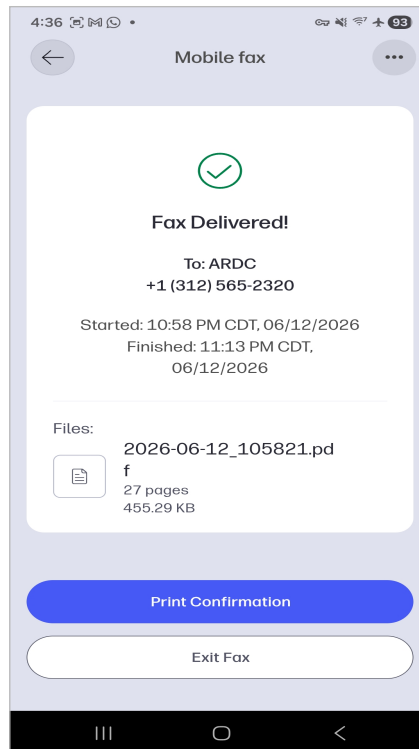 4:36
93
Mobile fax
Fax Delivered!
To: ARDC
+1 (312) 565-2320
Started: 10:58 PM CDT, 06/12/2026
Finished: 11:13 PM CDT,
06/12/2026
Files:
2026-06-12_105821.pd
f
27 pages
455.29 KB
Print Confirmation
Exit Fax